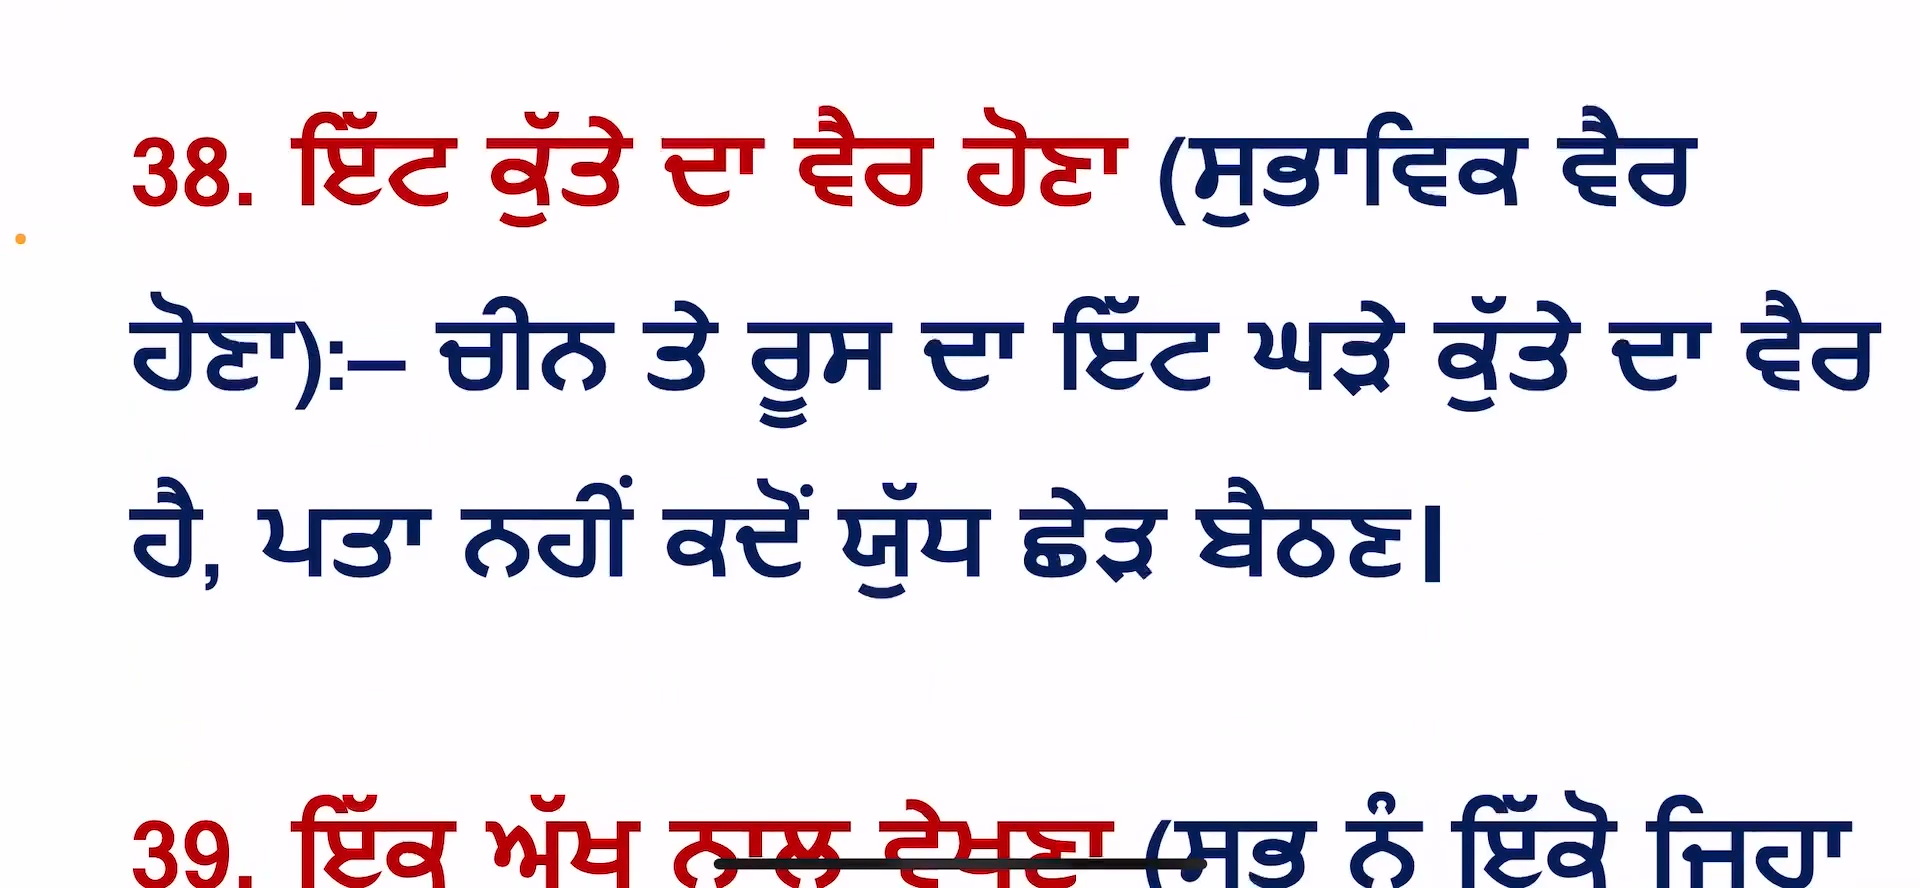 38. ਇੱਟ ਕੁੱਤੇ ਦਾ ਵੈਰ ਹੋਣਾ (ਸੁਭਾਵਿਕ ਵੈਰ
ਹੋਣਾ):– ਚੀਨ ਤੇ ਰੂਸ ਦਾ ਇੱਟ ਘੜੇ ਕੁੱਤੇ ਦਾ ਵੈਰ
ਹੈ, ਪਤਾ ਨਹੀਂ ਕਦੋਂ ਯੁੱਧ ਛੇੜ ਬੈਠਣ।
39. ਇੱਕ ਅੱਖ ਨਾਲ ਵੇਖਣਾ (ਸਭ ਨੂੰ ਇੱਕੋ ਜਿਹਾ